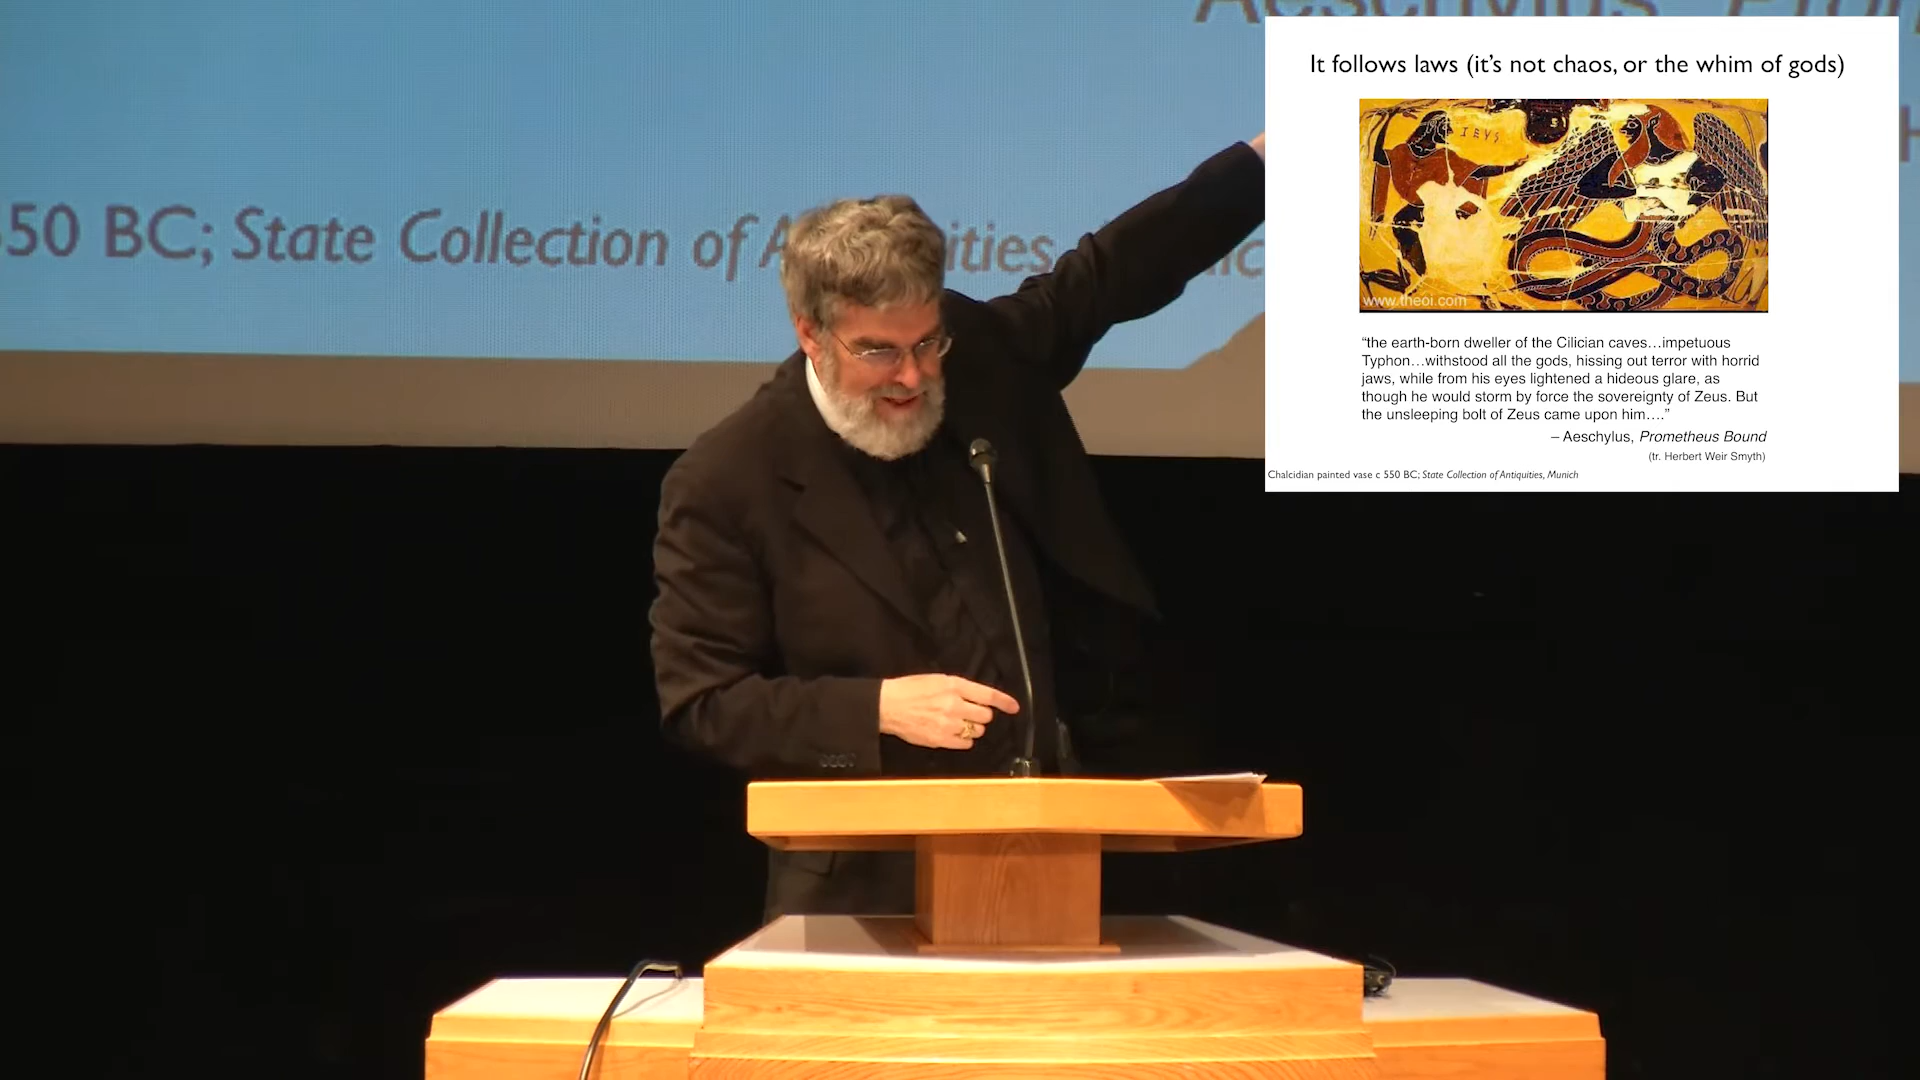 Aeschylus Pro
It follows laws (it’s not chaos, or the whim of gods)
www.theoi.com
“the earth-born dweller of the Cilician caves…impetuous
Typhon…withstood all the gods, hissing out terror with horrid
jaws, while from his eyes lightened a hideous glare, as
though he would storm by force the sovereignty of Zeus. But
the unsleeping bolt of Zeus came upon him….”
– Aeschylus, Prometheus Bound
(tr. Herbert Weir Smyth)
Chalcidian painted vase c 550 BC; State Collection of Antiquities, Munich
550 BC; State Collection of A ities,